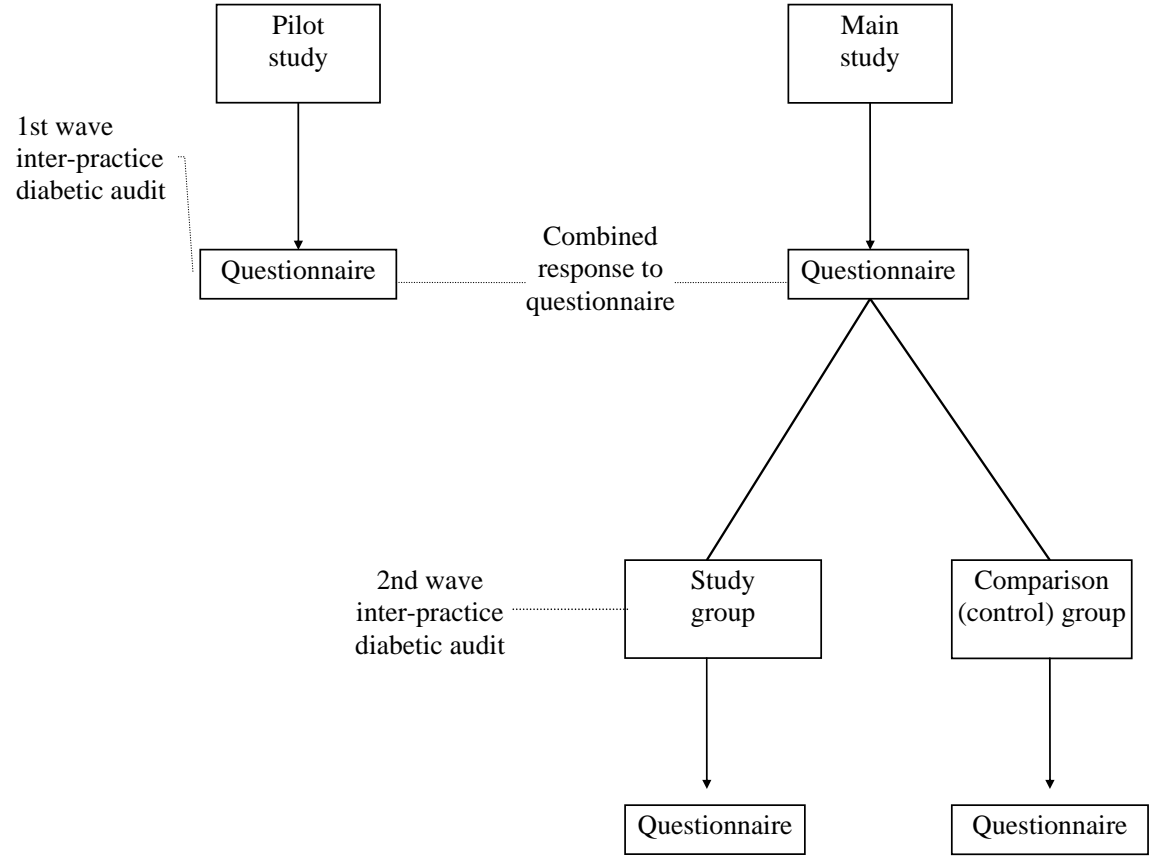 Pilot
study
Main
study
1st wave
inter-practice
diabetic audit
Questionnaire
Combined
response to
questionnaire
Questionnaire
2nd wave
inter-practice
diabetic audit
Study
group
Comparison
(control) group
Questionnaire
Questionnaire